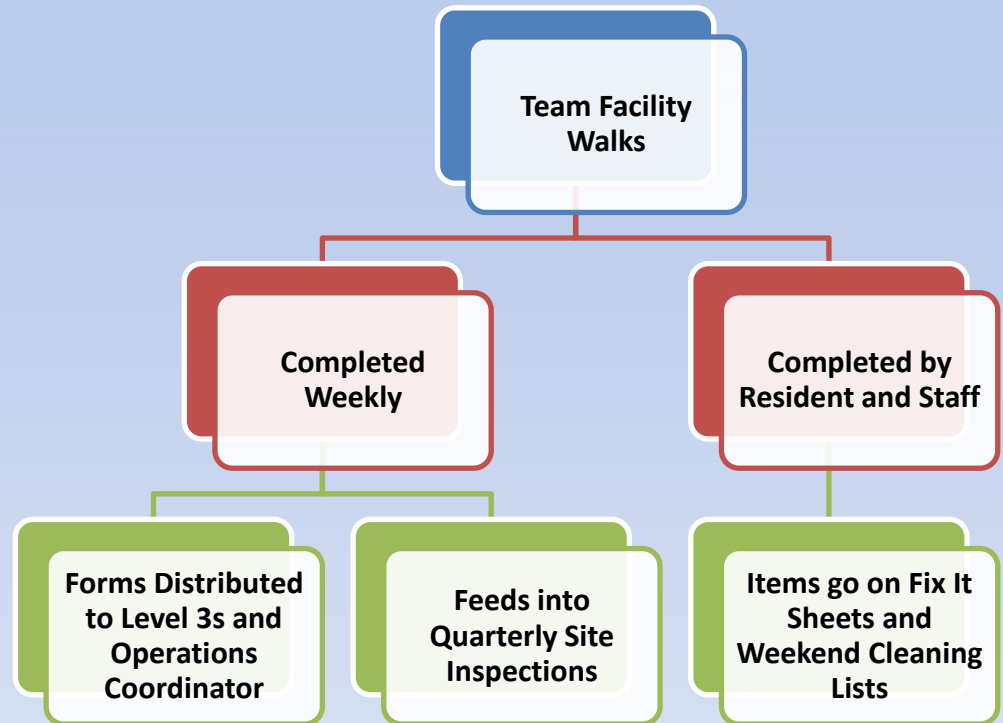 Team Facility
Walks
Completed
Weekly
Completed by
Resident and Staff
Forms Distributed
to Level 3s and
Operations
Coordinator
Feeds into
Quarterly Site
Inspections
Items go on Fix It
Sheets and
Weekend Cleaning
Lists